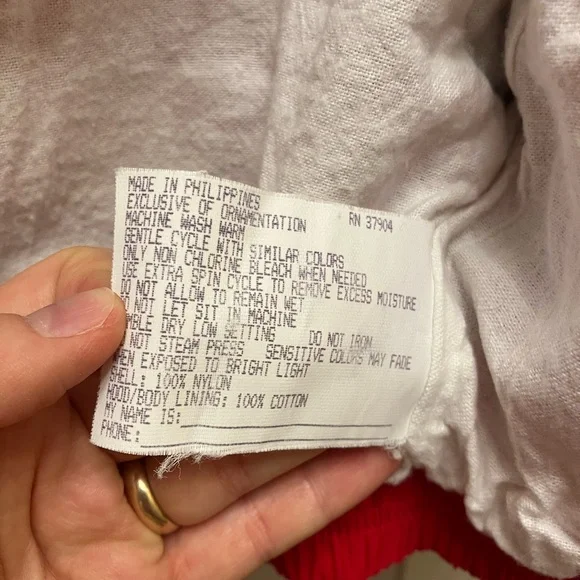 MADE IN PHILIPPINES RN 37904
EXCLUSIVE OF ORNAMENTATION
MACHINE WASH WARM
GENTLE CYCLE WITH SIMILAR COLORS
ONLY NON CHLORINE BLEACH WHEN NEEDED
USE EXTRA SPIN CYCLE TO REMOVE EXCESS MOISTURE
DO NOT ALLOW TO REMAIN WET
NOT LET SIT IN MACHINE
DRY LOW SETTING DO NOT IRON
NOT STEAM PRESS SENSITIVE COLORS MAY FADE
WHEN EXPOSED TO BRIGHT LIGHT
SHELL: 100% NYLON
HOOD/BODY LINING: 100% COTTON
MY NAME IS:
PHONE: